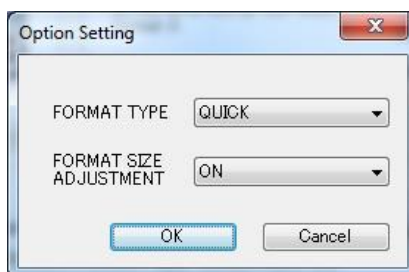 Option Setting
FORMAT TYPE
QUICK
FORMAT SIZE
ADJUSTMENT
ON
OK
Cancel